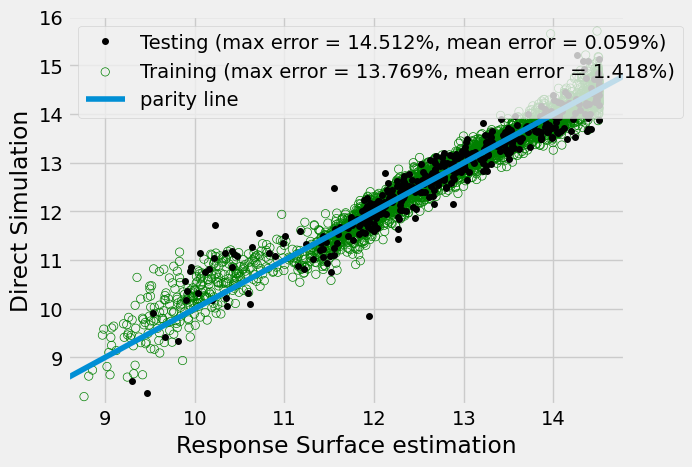 16
15
14
13
12
11
10
9
Direct Simulation
Testing (max error = 14.512%, mean error = 0.059%)
Training (max error = 13.769%, mean error = 1.418%)
parity line
9 10 11 12 13 14
Response Surface estimation